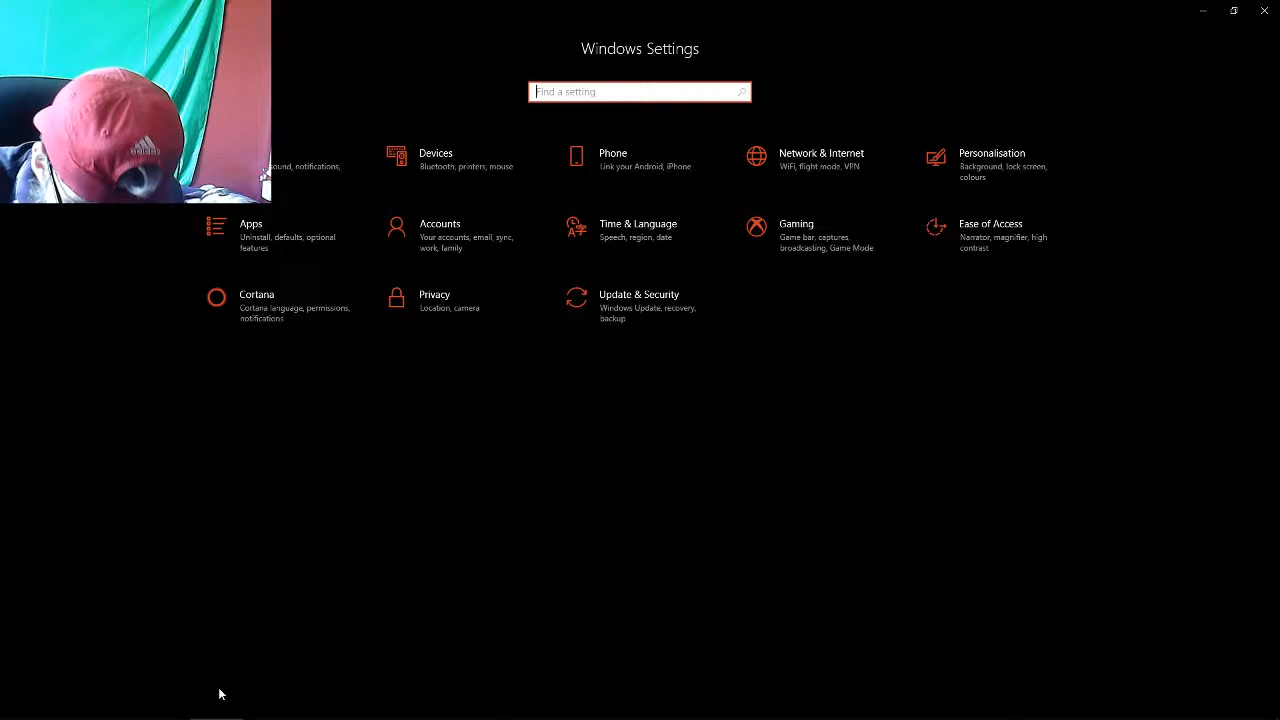 Windows Settings
Find a setting
sound, notifications,
Devices
Bluetooth, printers, mouse
Phone
Link your Android, iPhone
Network & Internet
WiFi, flight mode, VPN
Personalisation
Background, lock screen,
colours
Apps
Uninstall, defaults, optional
features
Accounts
Your accounts, email, sync,
work, family
Time & Language
Speech, region, date
Gaming
Game bar, captures,
broadcasting, Game Mode
Ease of Access
Narrator, magnifier, high
contrast
Cortana
Cortana language, permissions,
notifications
Privacy
Location, camera
Update & Security
Windows Update, recovery,
backup